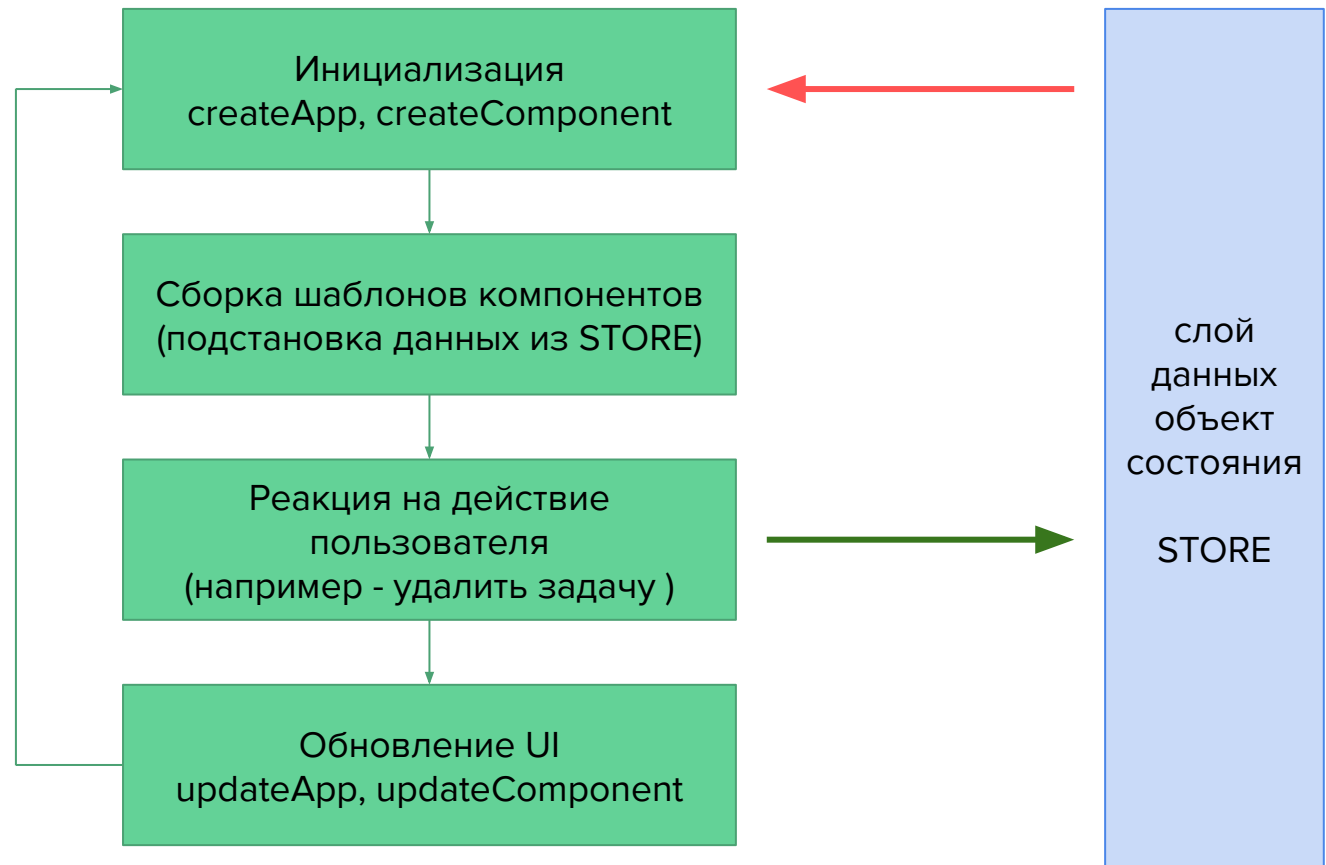 Инициализация
createApp, createComponent
Сборка шаблонов компонентов
(подстановка данных из STORE)
Реакция на действие
пользователя
(например - удалить задачу )
Обновление UI
updateApp, updateComponent
слой
данных
объект
состояния
STORE